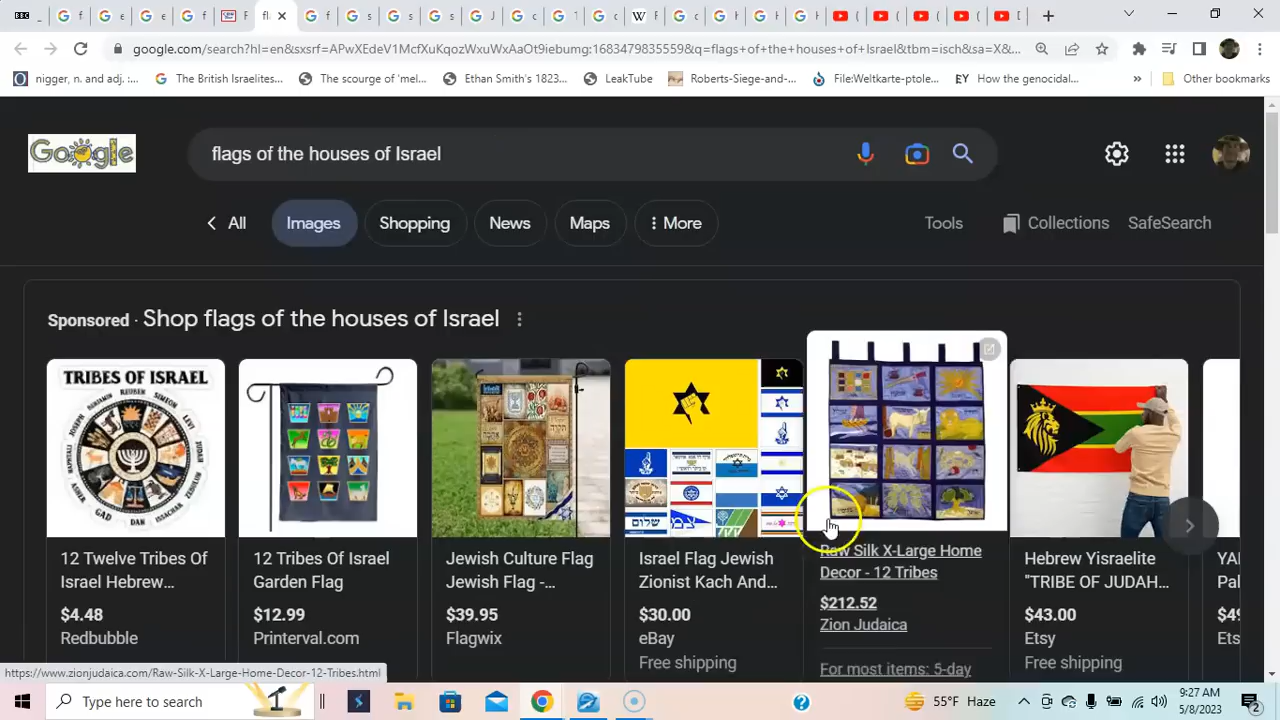 google.com/search?hl=en&sxsrf=APwXEdeV1McfXuKqozWxuWxAaOt9iebumg:1683479835559&q=flags+of+the+houses+of+Israel&tbm=isch&sa=X&...
nigger, n. and adj. :...
The British Israelites...
The scourge of 'mel...
Ethan Smith's 1823...
LeakTube
Roberts-Siege-and-...
File:Weltkarte-ptole...
EY How the genocidal...
»
Other bookmarks
Google
flags of the houses of Israel
All
Images
Shopping
News
Maps
More
Tools
Collections
SafeSearch
Sponsored · Shop flags of the houses of Israel
TRIBES OF ISRAEL
12 Twelve Tribes Of
Israel Hebrew...
$4.48
Redbubble
12 Tribes Of Israel
Garden Flag
$12.99
Printerval.com
Jewish Culture Flag
Jewish Flag -...
$39.95
Flagwix
Israel Flag Jewish
Zionist Kach And...
$30.00
eBay
Free shipping
Raw Silk X-Large Home
Decor - 12 Tribes
$212.52
Zion Judaica
For most items: 5-day
Hebrew Yisraelite
"TRIBE OF JUDAH...
$43.00
Etsy
Free shipping
YA
Pal
$49
Ets
https://www.zionjudaica.com/Raw-Silk-X-Large-Home-Decor-12-Tribes.html
Type here to search
55°F Haze
9:27 AM
5/8/2023
2